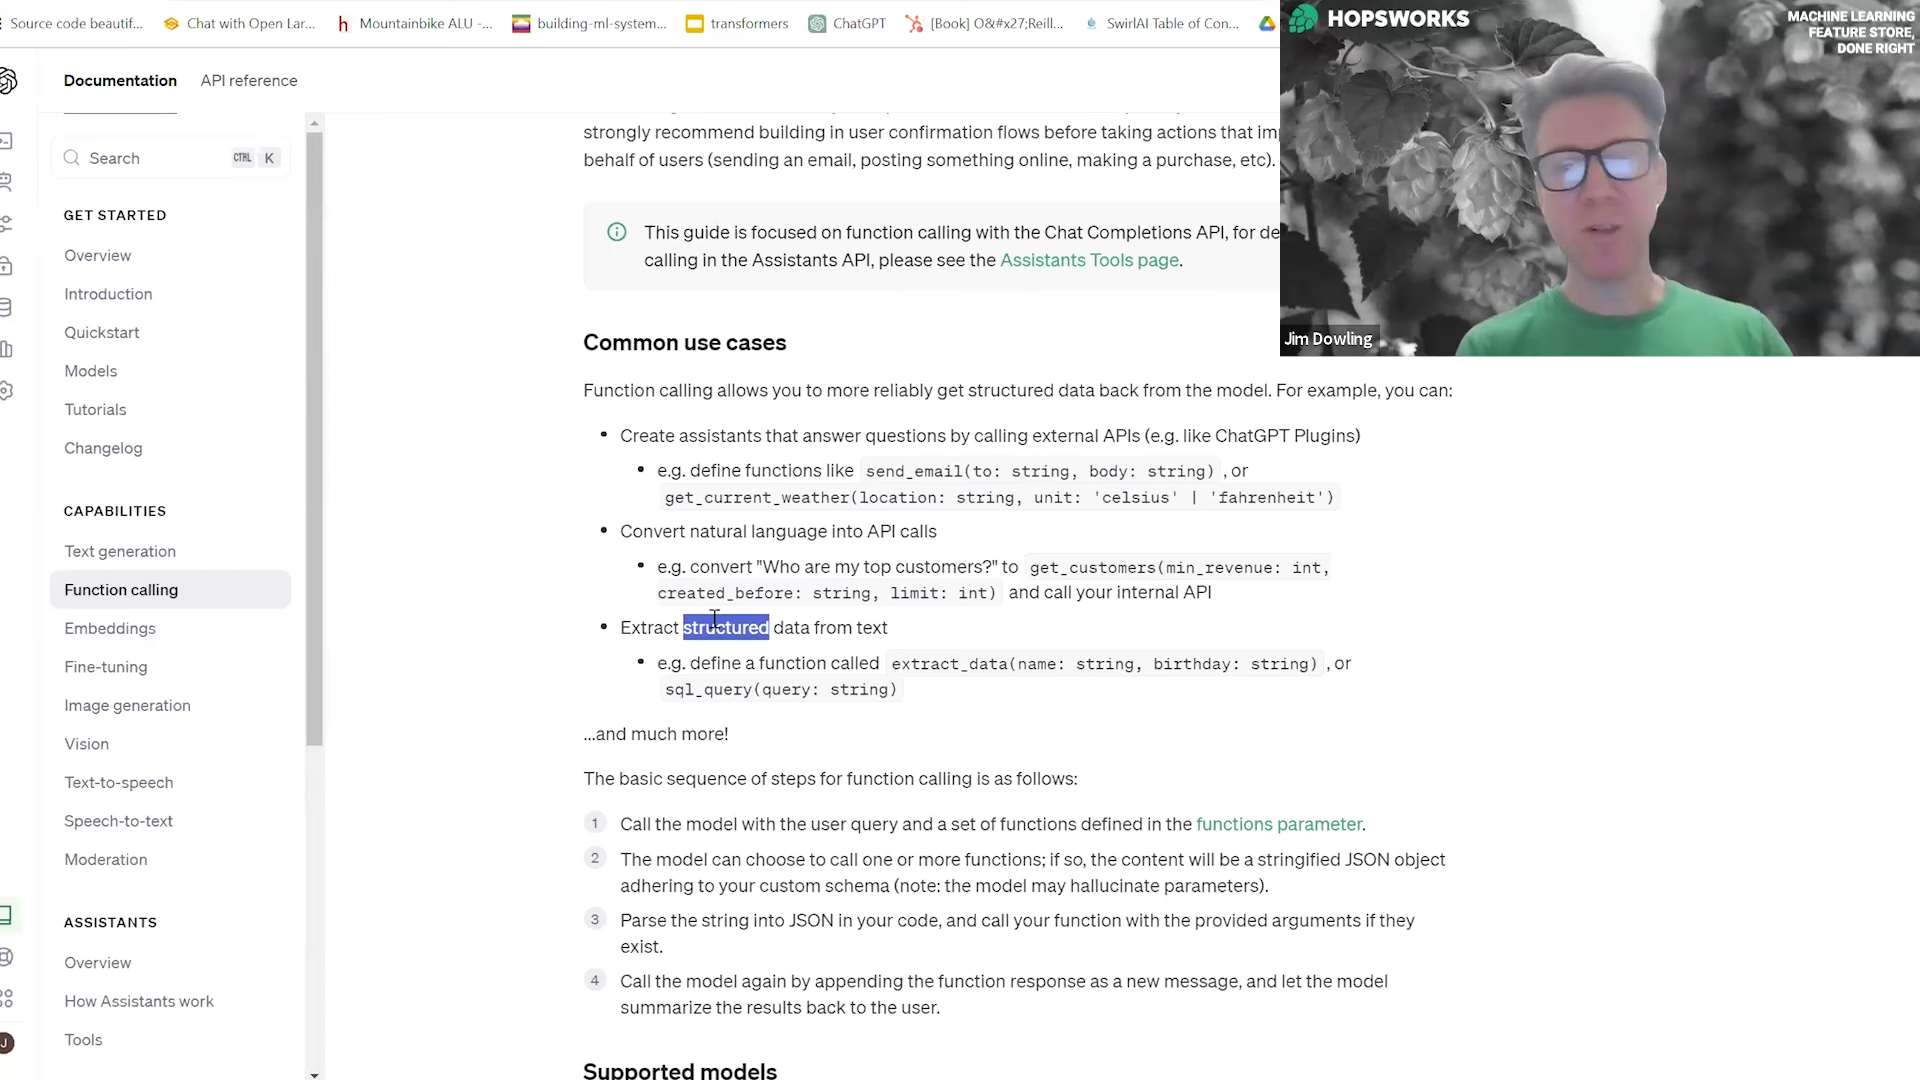 Source code beautif... Chat with Open Lar... Mountainbike ALU -... building-ml-system... transformers ChatGPT [Book] O&#x27;Reill... SwirlAI Table of Con...
HOPSWORKS
MACHINE LEARNING
FEATURE STORE,
DONE RIGHT
Jim Dowling
Documentation API reference
Search CTRL K
GET STARTED
Overview
Introduction
Quickstart
Models
Tutorials
Changelog
CAPABILITIES
Text generation
Function calling
Embeddings
Fine-tuning
Image generation
Vision
Text-to-speech
Speech-to-text
Moderation
ASSISTANTS
Overview
How Assistants work
Tools
J
strongly recommend building in user confirmation flows before taking actions that im
behalf of users (sending an email, posting something online, making a purchase, etc).
This guide is focused on function calling with the Chat Completions API, for de
calling in the Assistants API, please see the Assistants Tools page.
Common use cases
Function calling allows you to more reliably get structured data back from the model. For example, you can:
• Create assistants that answer questions by calling external APIs (e.g. like ChatGPT Plugins)
• e.g. define functions like send_email(to: string, body: string), or
get_current_weather(location: string, unit: 'celsius' | 'fahrenheit')
• Convert natural language into API calls
• e.g. convert "Who are my top customers?" to get_customers(min_revenue: int,
created_before: string, limit: int) and call your internal API
• Extract structured data from text
• e.g. define a function called extract_data(name: string, birthday: string), or
sql_query(query: string)
...and much more!
The basic sequence of steps for function calling is as follows:
1 Call the model with the user query and a set of functions defined in the functions parameter.
2 The model can choose to call one or more functions; if so, the content will be a stringified JSON object
adhering to your custom schema (note: the model may hallucinate parameters).
3 Parse the string into JSON in your code, and call your function with the provided arguments if they
exist.
4 Call the model again by appending the function response as a new message, and let the model
summarize the results back to the user.
Supported models